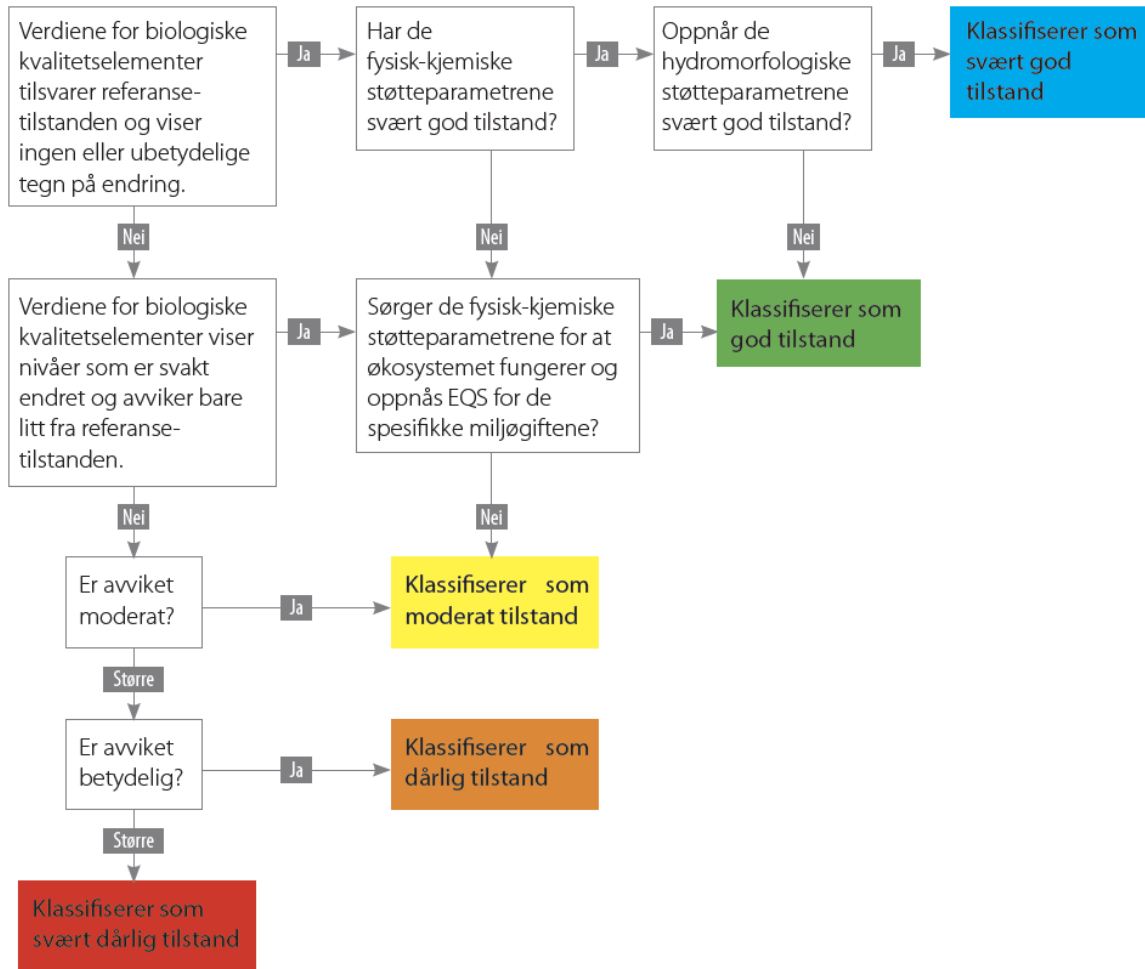 Verdiene for biologiske
kvalitetselementer
tilsvarer referanse-
tilstanden og viser
ingen eller ubetydelige
tegn på endring.
Ja
Har de
fysisk-kjemiske
støtteparametrene
svært god tilstand?
Ja
Oppnår de
hydromorfologiske
støtteparametrene
svært god tilstand?
Ja
Klassifiserer som
svært god
tilstand
Nei
Nei
Nei
Verdiene for biologiske
kvalitetselementer viser
nivåer som er svakt
endret og avviker bare
litt fra referanse-
tilstanden.
Ja
Sørger de fysisk-kjemiske
støtteparametrene for at
økosystemet fungerer og
oppnås EQS for de
spesifikke miljøgiftene?
Ja
Klassifiserer som
god tilstand
Nei
Nei
Er avviket
moderat?
Ja
Klassifiserer som
moderat tilstand
Større
Er avviket
betydelig?
Ja
Klassifiserer som
dårlig tilstand
Større
Klassifiserer som
svært dårlig tilstand